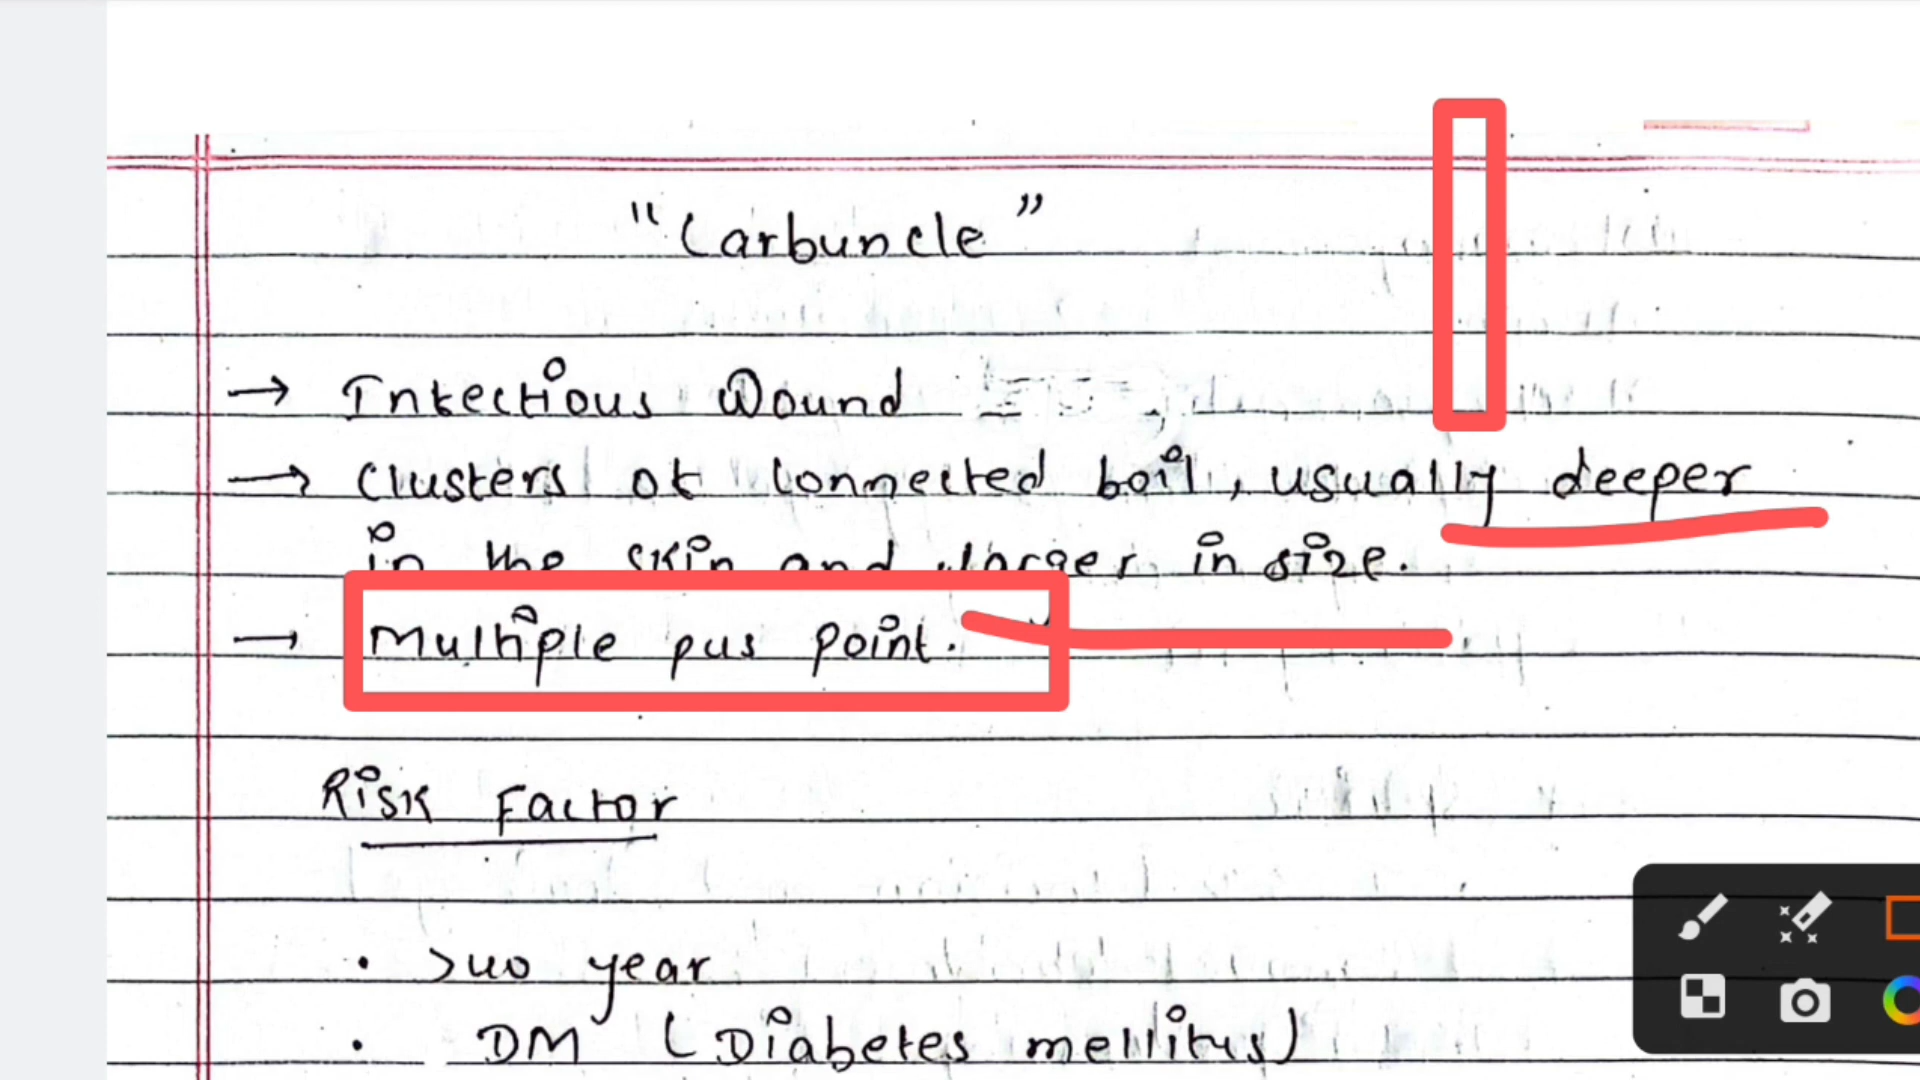 "Carbuncle"
→ Infectious Wound
→ Clusters of Connected boil, usually deeper
in the skin and larger in size.
→ Multiple pus point.
Risk Factor
• >40 year
• DM (Diabetes mellitus)